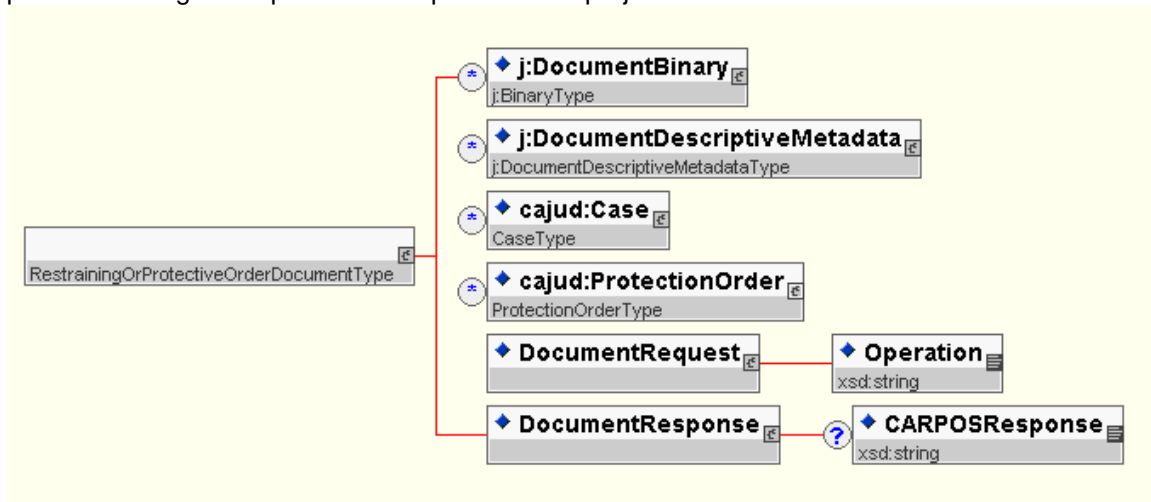 * j:DocumentBinary
j:BinaryType
* j:DocumentDescriptiveMetadata
j:DocumentDescriptiveMetadataType
* cajud:Case
CaseType
RestrainingOrProtectiveOrderDocumentType
* cajud:ProtectionOrder
ProtectionOrderType
DocumentRequest
Operation
xsd:string
DocumentResponse
? CARPOSResponse
xsd:string